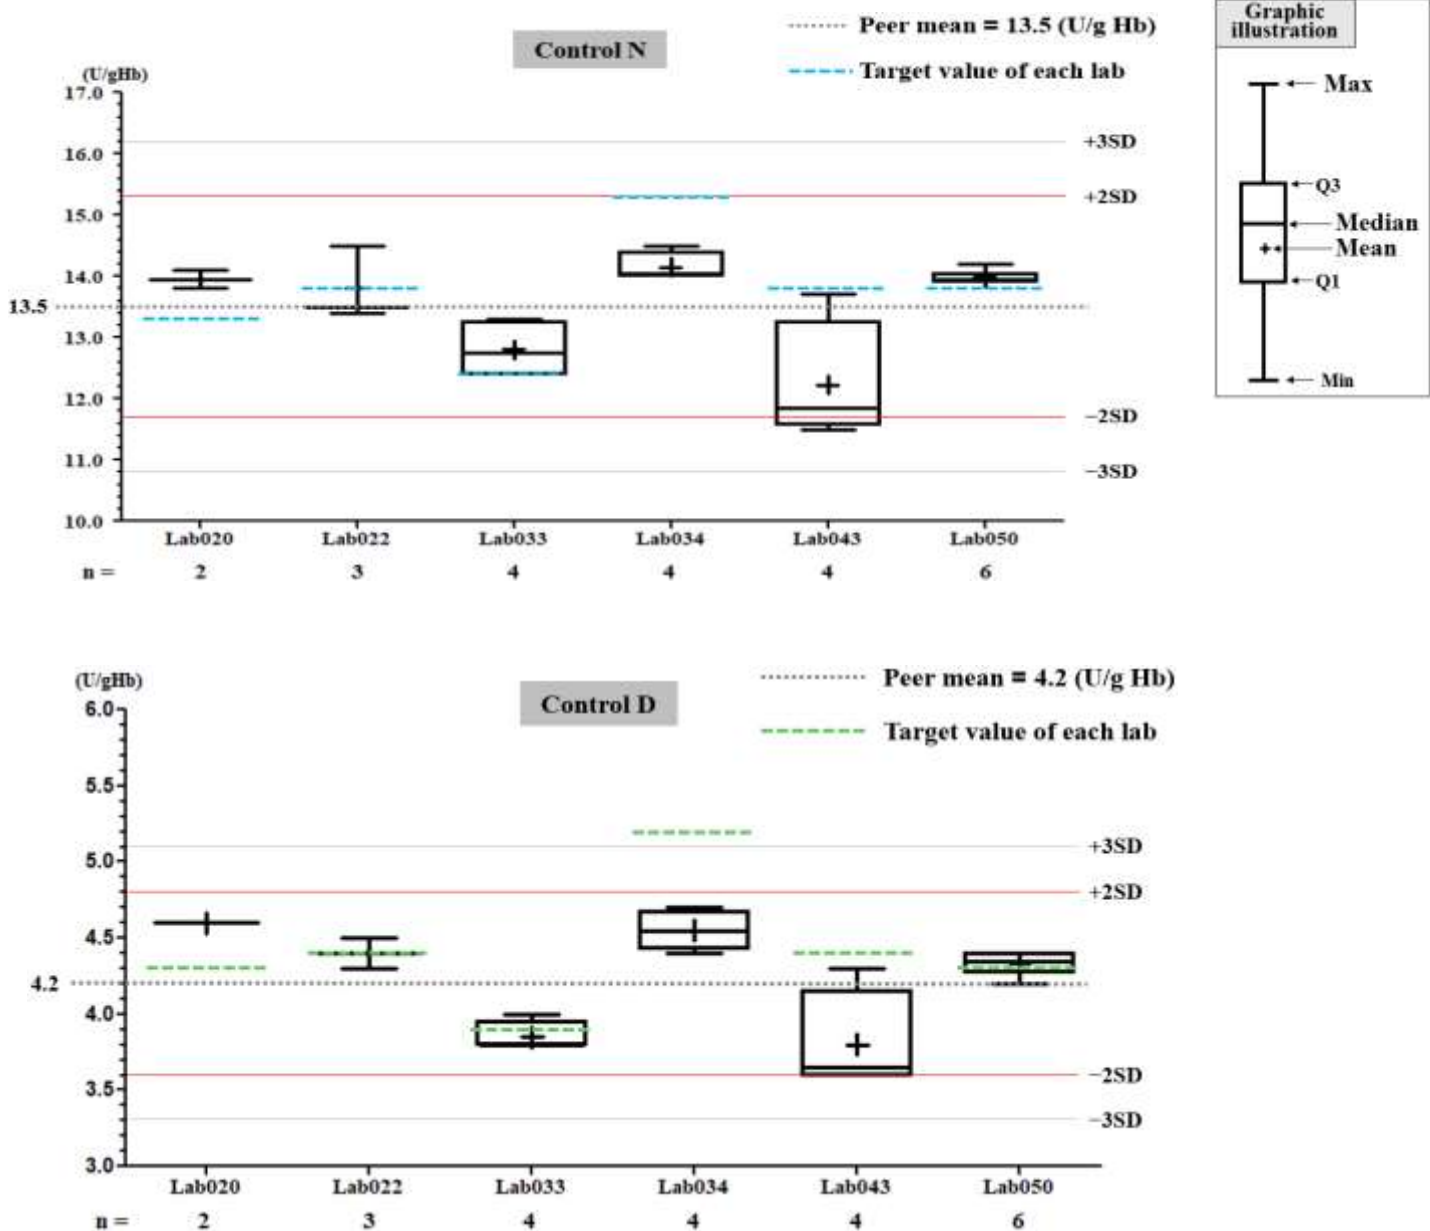 Control N
Peer mean = 13.5 (U/g Hb)
Target value of each lab
(U/gHb)
17.0
16.0
15.0
14.0
13.5
13.0
12.0
11.0
10.0
+3SD
+2SD
−2SD
−3SD
Lab020 Lab022 Lab033 Lab034 Lab043 Lab050
n = 2 3 4 4 4 6
Graphic
illustration
Max
Q3
Median
Mean
Q1
Min
Control D
Peer mean = 4.2 (U/g Hb)
Target value of each lab
(U/gHb)
6.0
5.5
5.0
4.5
4.2
4.0
3.5
3.0
+3SD
+2SD
−2SD
−3SD
Lab020 Lab022 Lab033 Lab034 Lab043 Lab050
n = 2 3 4 4 4 6